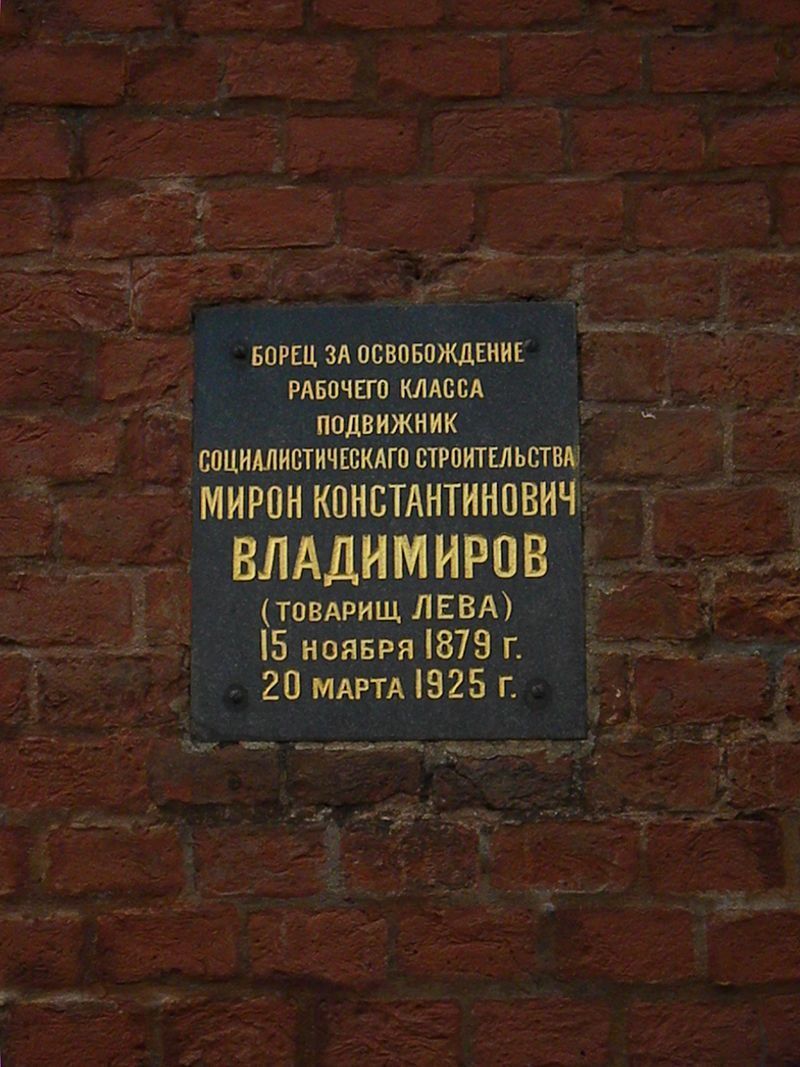 БОРЕЦ ЗА ОСВОБОЖДЕНИЕ
РАБОЧЕГО КЛАССА
ПОДВИЖНИК
СОЦИАЛИСТИЧЕСКАГО СТРОИТЕЛЬСТВА
МИРОН КОНСТАНТИНОВИЧ
ВЛАДИМИРОВ
(ТОВАРИЩ ЛЕВА)
15 НОЯБРЯ 1879 г.
20 МАРТА 1925 г.